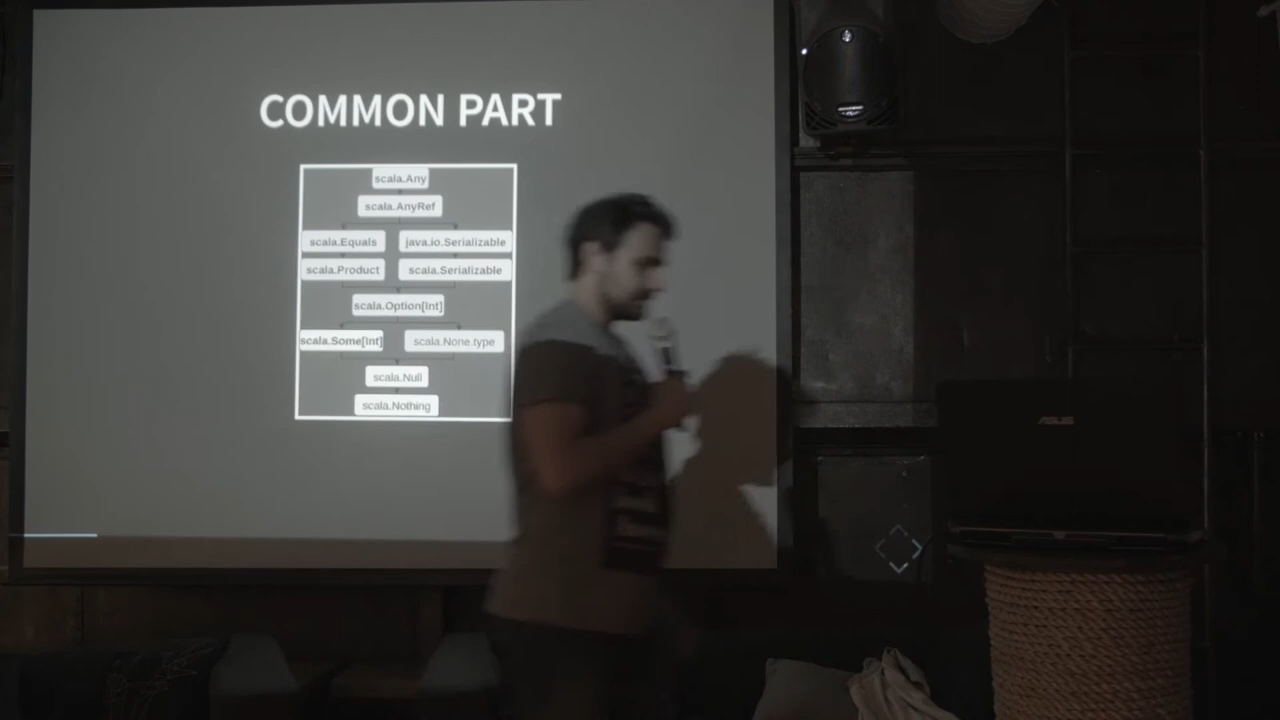 COMMON PART
scala.Any
scala.AnyRef
scala.Equals java.io.Serializable
scala.Product scala.Serializable
scala.Option[Int]
scala.Some[Int] scala.None.type
scala.Null
scala.Nothing
ASUS